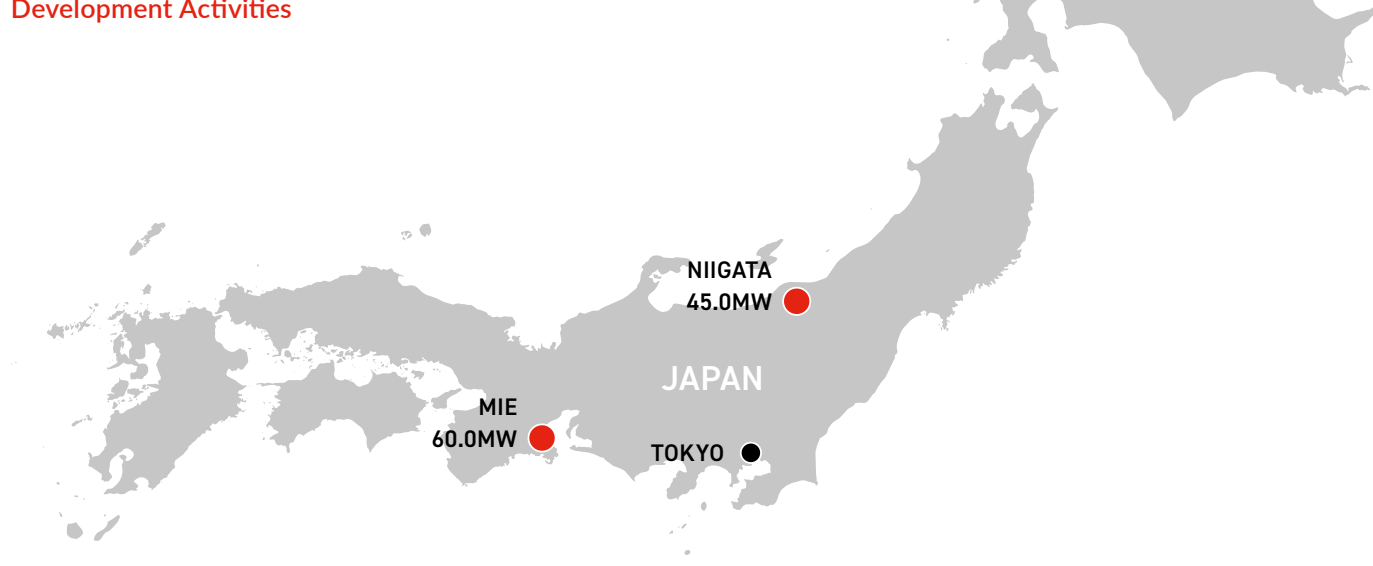 Development Activities
NIIGATA
45.0MW
JAPAN
MIE
60.0MW
TOKYO